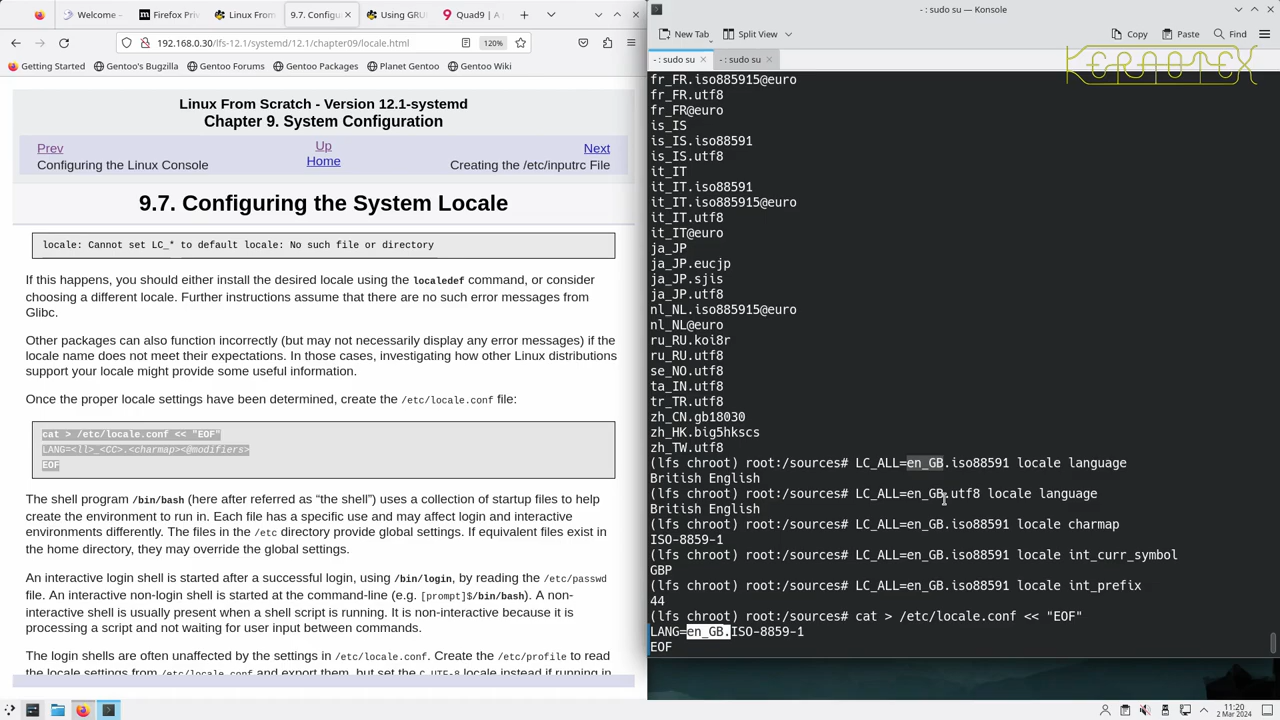 Welcome –
Firefox Priv
Linux From
9.7. Configu
Using GRU
Quad9 | A
192.168.0.30/lfs-12.1/systemd/12.1/chapter09/locale.html
120%
Getting Started
Gentoo's Bugzilla
Gentoo Forums
Gentoo Packages
Planet Gentoo
Gentoo Wiki
Linux From Scratch - Version 12.1-systemd
Chapter 9. System Configuration
Prev
Up
Next
Configuring the Linux Console
Home
Creating the /etc/inputrc File
9.7. Configuring the System Locale
locale: Cannot set LC_* to default locale: No such file or directory
If this happens, you should either install the desired locale using the localedef command, or consider
choosing a different locale. Further instructions assume that there are no such error messages from
Glibc.
Other packages can also function incorrectly (but may not necessarily display any error messages) if the
locale name does not meet their expectations. In those cases, investigating how other Linux distributions
support your locale might provide some useful information.
Once the proper locale settings have been determined, create the /etc/locale.conf file:
cat > /etc/locale.conf << "EOF"
LANG=<ll>_<CC>.<charmap><@modifiers>
EOF
The shell program /bin/bash (here after referred as “the shell”) uses a collection of startup files to help
create the environment to run in. Each file has a specific use and may affect login and interactive
environments differently. The files in the /etc directory provide global settings. If equivalent files exist in
the home directory, they may override the global settings.
An interactive login shell is started after a successful login, using /bin/login, by reading the /etc/passwd
file. An interactive non-login shell is started at the command-line (e.g. [prompt]$/bin/bash). A non-
interactive shell is usually present when a shell script is running. It is non-interactive because it is
processing a script and not waiting for user input between commands.
The login shells are often unaffected by the settings in /etc/locale.conf. Create the /etc/profile to read
the locale settings from /etc/locale.conf and export them, but set the C.UTF-8 locale instead if running in
- : sudo su — Konsole
New Tab
Split View
Copy
Paste
Find
- : sudo su
- : sudo su
KERNOTEX
fr_FR.iso885915@euro
fr_FR.utf8
fr_FR@euro
is_IS
is_IS.iso88591
is_IS.utf8
it_IT
it_IT.iso88591
it_IT.iso885915@euro
it_IT.utf8
it_IT@euro
ja_JP
ja_JP.eucjp
ja_JP.sjis
ja_JP.utf8
nl_NL.iso885915@euro
nl_NL@euro
ru_RU.koi8r
ru_RU.utf8
se_NO.utf8
ta_IN.utf8
tr_TR.utf8
zh_CN.gb18030
zh_HK.big5hkscs
zh_TW.utf8
(lfs chroot) root:/sources# LC_ALL=en_GB.iso88591 locale language
British English
(lfs chroot) root:/sources# LC_ALL=en_GB.utf8 locale language
British English
(lfs chroot) root:/sources# LC_ALL=en_GB.iso88591 locale charmap
ISO-8859-1
(lfs chroot) root:/sources# LC_ALL=en_GB.iso88591 locale int_curr_symbol
GBP
(lfs chroot) root:/sources# LC_ALL=en_GB.iso88591 locale int_prefix
44
(lfs chroot) root:/sources# cat > /etc/locale.conf << "EOF"
LANG=en_GB.ISO-8859-1
EOF
11:20
2 Mar 2024